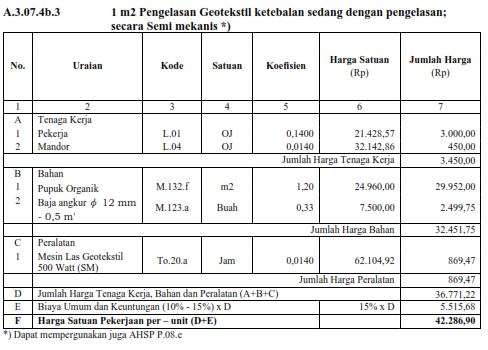 A.3.07.4b.3 1 m2 Pengelasan Geotekstil ketebalan sedang dengan pengelasan;
secara Semi mekanis *)
No. Uraian Kode Satuan Koefisien Harga Satuan (Rp) Jumlah Harga (Rp)
1 2 3 4 5 6 7
A Tenaga Kerja
1 Pekerja L.01 OJ 0,1400 21.428,57 3.000,00
2 Mandor L.04 OJ 0,0140 32.142,86 450,00
Jumlah Harga Tenaga Kerja 3.450,00
B Bahan
1 Pupuk Organik M.132.f m2 1,20 24.960,00 29.952,00
2 Baja angkur ϕ 12 mm - 0,5 m' M.123.a Buah 0,33 7.500,00 2.499,75
Jumlah Harga Bahan 32.451,75
C Peralatan
1 Mesin Las Geotekstil 500 Watt (SM) To.20.a Jam 0,0140 62.104,92 869,47
Jumlah Harga Peralatan 869,47
D Jumlah Harga Tenaga Kerja, Bahan dan Peralatan (A+B+C) 36.771,22
E Biaya Umum dan Keuntungan (10% - 15%) x D 15% x D 5.515,68
F Harga Satuan Pekerjaan per – unit (D+E) 42.286,90
*) Dapat mempergunakan juga AHSP P.08.e